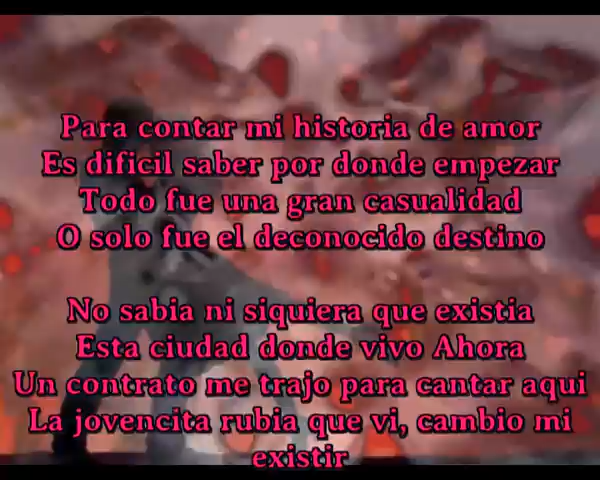 Para contar mi historia de amor
Es dificil saber por donde empezar
Todo fue una gran casualidad
O solo fue el deconocido destino
No sabia ni siquiera que existia
Esta ciudad donde vivo Ahora
Un contrato me trajo para cantar aqui
La jovencita rubia que vi, cambio mi
existir